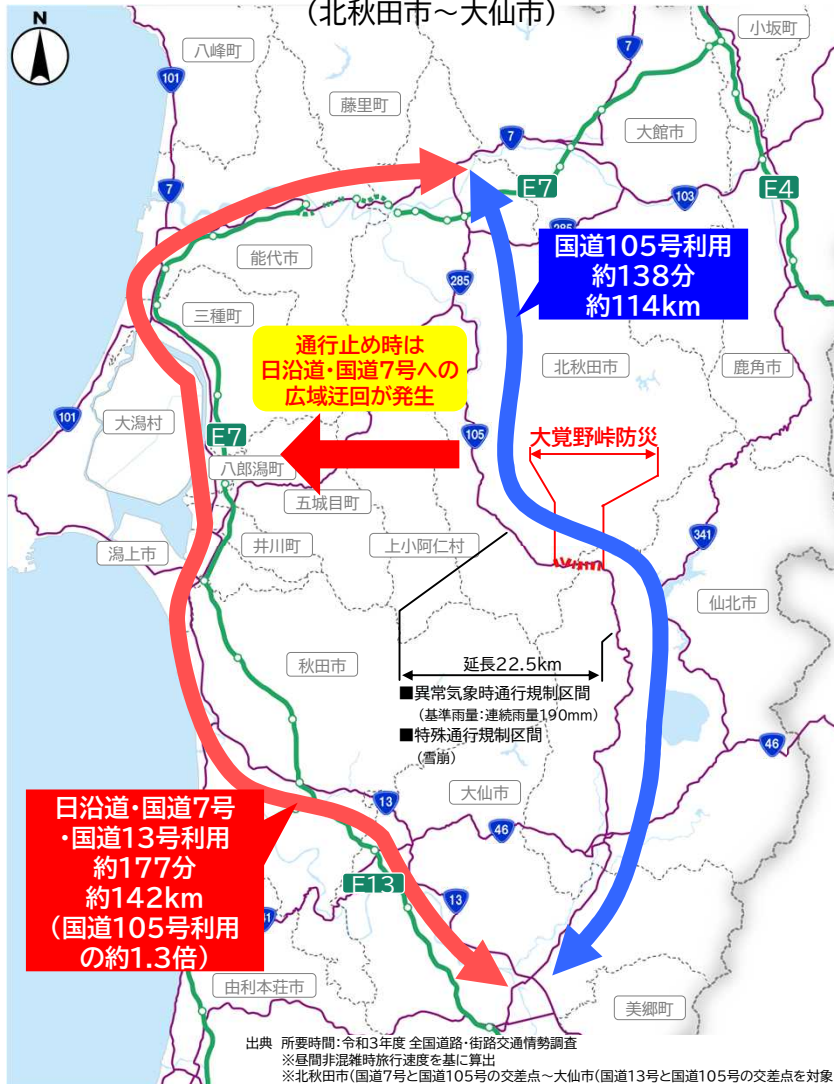 (北秋田市～大仙市)
N
八峰町
小坂町
7
101
藤里町
7
大館市
7
E7
E4
103
285
能代市
国道105号利用
約138分
約114km
285
三種町
通行止め時は
日沿道・国道7号への
広域迂回が発生
北秋田市
鹿角市
大潟村
101
E7
105
大覚野峠防災
八郎潟町
五城目町
井川町
上小阿仁村
潟上市
341
仙北市
秋田市
延長22.5km
■異常気象時通行規制区間
(基準雨量:連続雨量190mm)
■特殊通行規制区間
(雪崩)
46
大仙市
13
46
日沿道・国道7号
・国道13号利用
約177分
約142km
(国道105号利用
の約1.3倍)
E13
13
由利本荘市
美郷町
出典 所要時間:令和3年度 全国道路・街路交通情勢調査
※昼間非混雑時旅行速度を基に算出
※北秋田市(国道7号と国道105号の交差点～大仙市(国道13号と国道105号の交差点を対象